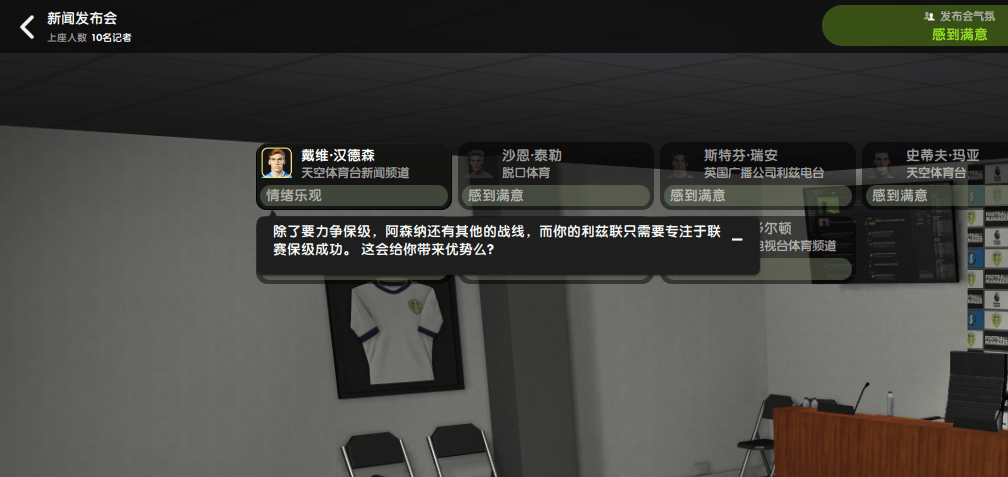 新闻发布会
上座人数 10名记者
发布会气氛
感到满意
戴维·汉德森
天空体育台新闻频道
情绪乐观
沙恩·泰勒
脱口体育
感到满意
斯特芬·瑞安
英国广播公司利兹电台
感到满意
史蒂夫·玛亚
天空体育台
感到满意
除了要力争保级，阿森纳还有其他的战线，而你的利兹联只需要专注于联
赛保级成功。 这会给你带来优势么?
多尔顿
电视台体育频道
FOOTBALL
MANAGER